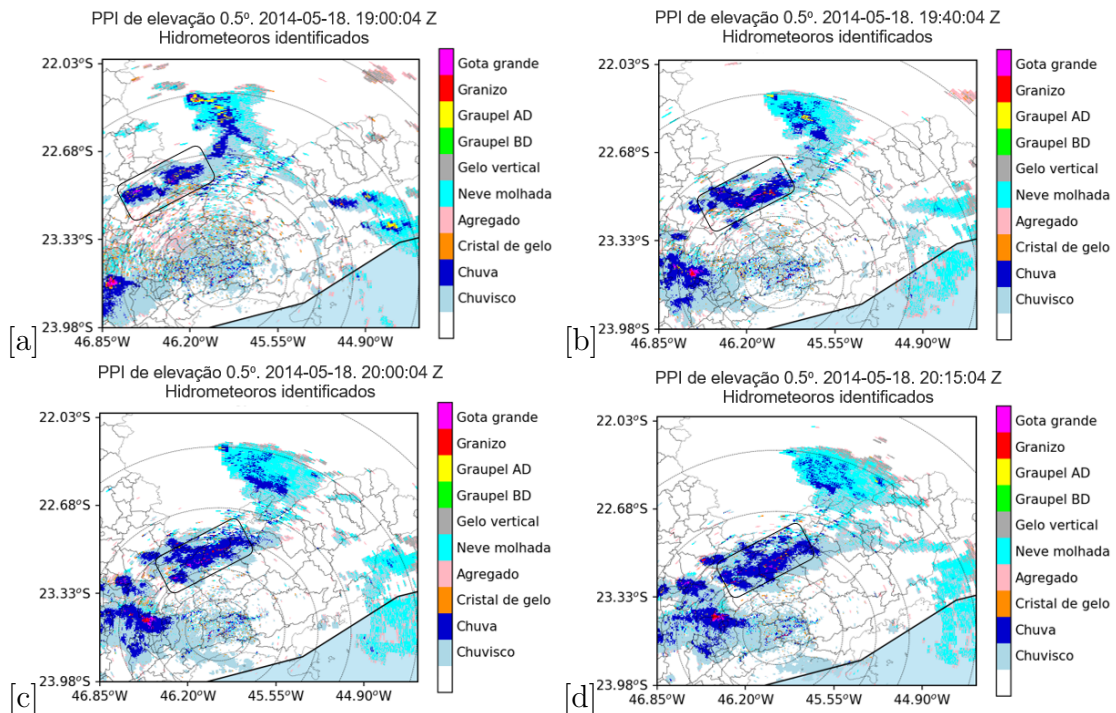 PPI de elevação 0.5º. 2014-05-18. 19:00:04 Z
Hidrometeoros identificados
22.03°S
22.68°S
23.33°S
23.98°S
46.85°W 46.20°W 45.55°W 44.90°W
Gota grande
Granizo
Graupel AD
Graupel BD
Gelo vertical
Neve molhada
Agregado
Cristal de gelo
Chuva
Chuvisco
[a]
PPI de elevação 0.5º. 2014-05-18. 19:40:04 Z
Hidrometeoros identificados
22.03°S
22.68°S
23.33°S
23.98°S
46.85°W 46.20°W 45.55°W 44.90°W
Gota grande
Granizo
Graupel AD
Graupel BD
Gelo vertical
Neve molhada
Agregado
Cristal de gelo
Chuva
Chuvisco
[b]
PPI de elevação 0.5º. 2014-05-18. 20:00:04 Z
Hidrometeoros identificados
22.03°S
22.68°S
23.33°S
23.98°S
46.85°W 46.20°W 45.55°W 44.90°W
Gota grande
Granizo
Graupel AD
Graupel BD
Gelo vertical
Neve molhada
Agregado
Cristal de gelo
Chuva
Chuvisco
[c]
PPI de elevação 0.5º. 2014-05-18. 20:15:04 Z
Hidrometeoros identificados
22.03°S
22.68°S
23.33°S
23.98°S
46.85°W 46.20°W 45.55°W 44.90°W
Gota grande
Granizo
Graupel AD
Graupel BD
Gelo vertical
Neve molhada
Agregado
Cristal de gelo
Chuva
Chuvisco
[d]